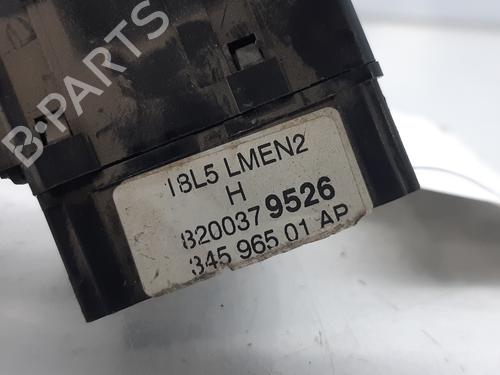 B-PARTS
18L5 LMEN2
H
8200379526
345 965 01 AP